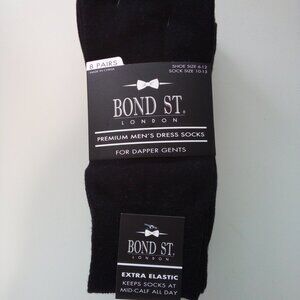 8 PAIRS
MADE IN CHINA
SHOE SIZE 6-12
SOCK SIZE 10-13
BOND ST.
LONDON
PREMIUM MEN'S DRESS SOCKS
FOR DAPPER GENTS
BOND ST.
LONDON
EXTRA ELASTIC
KEEPS SOCKS AT
MID-CALF ALL DAY